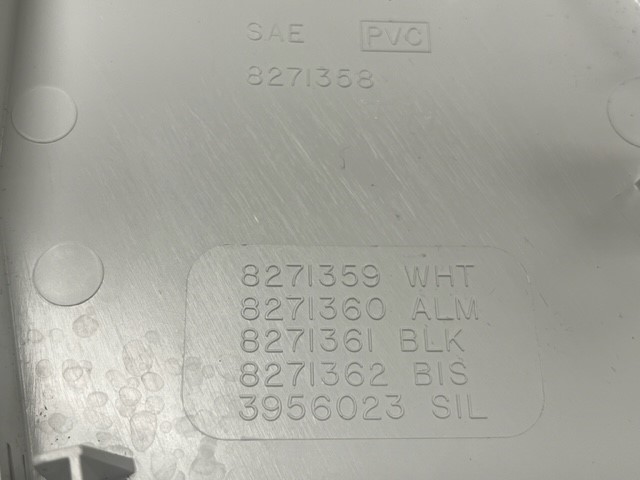 SAE PVC
8271358
8271359 WHT
8271360 ALM
8271361 BLK
8271362 BIS
3956023 SIL